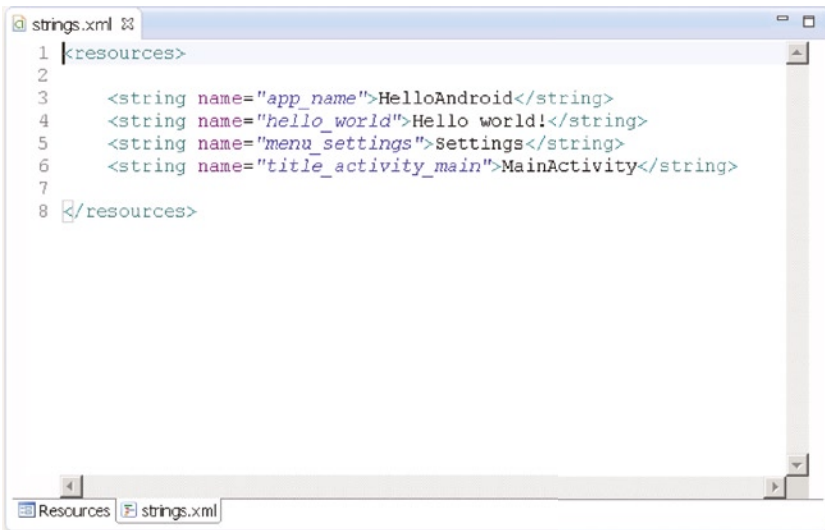 strings.xml
1 <resources>
2
3 <string name="app_name">HelloAndroid</string>
4 <string name="hello_world">Hello world!</string>
5 <string name="menu_settings">Settings</string>
6 <string name="title_activity_main">MainActivity</string>
7
8 </resources>
Resources strings.xml